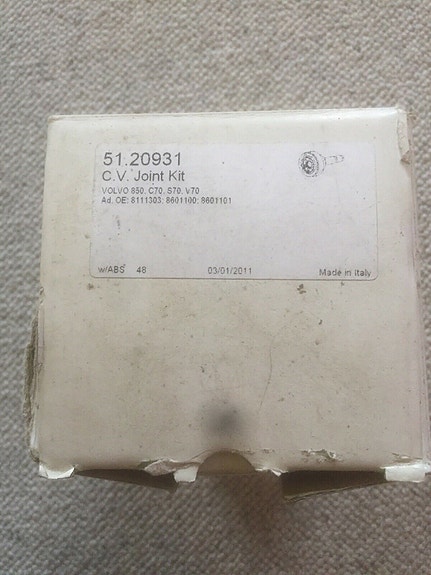 51.20931
C.V. Joint Kit
VOLVO 850, C70, S70, V70
Ad. OE: 8111303; 8601100; 8601101
w/ABS 48 03/01/2011 Made in Italy